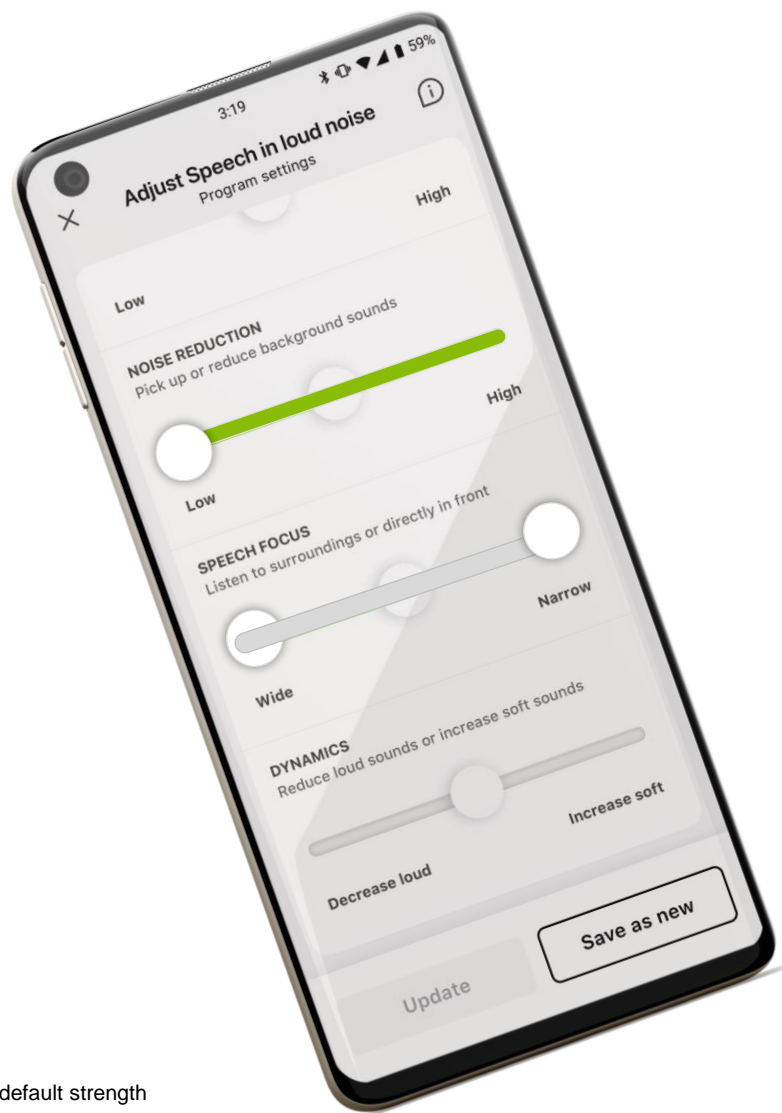 3:19
59%
Adjust Speech in loud noise
Program settings
Low
High
NOISE REDUCTION
Pick up or reduce background sounds
Low
High
SPEECH FOCUS
Listen to surroundings or directly in front
Wide
Narrow
DYNAMICS
Reduce loud sounds or increase soft sounds
Decrease loud
Increase soft
Update
Save as new
default strength